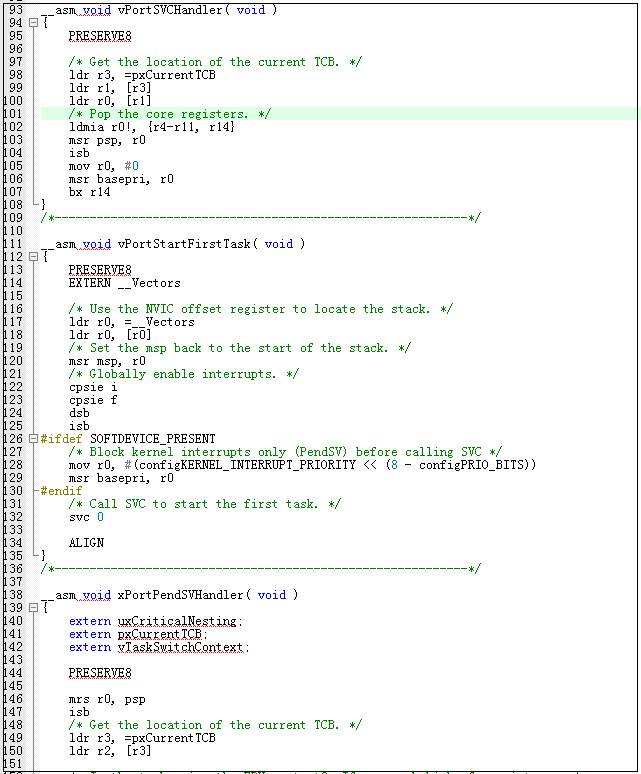 93 __asm void vPortSVCHandler( void )
94 {
95     PRESERVE8
96
97     /* Get the location of the current TCB. */
98     ldr r3, =pxCurrentTCB
99     ldr r1, [r3]
100     ldr r0, [r1]
101     /* Pop the core registers. */
102     ldmia r0!, {r4-r11, r14}
103     msr psp, r0
104     isb
105     mov r0, #0
106     msr basepri, r0
107     bx r14
108 }
109 /*-----------------------------------------------------------*/
110
111 __asm void vPortStartFirstTask( void )
112 {
113     PRESERVE8
114     EXTERN __Vectors
115
116     /* Use the NVIC offset register to locate the stack. */
117     ldr r0, =__Vectors
118     ldr r0, [r0]
119     /* Set the msp back to the start of the stack. */
120     msr msp, r0
121     /* Globally enable interrupts. */
122     cpsie i
123     cpsie f
124     dsb
125     isb
126 #ifdef SOFTDEVICE_PRESENT
127     /* Block kernel interrupts only (PendSV) before calling SVC */
128     mov r0, #(configKERNEL_INTERRUPT_PRIORITY << (8 - configPRIO_BITS))
129     msr basepri, r0
130 #endif
131     /* Call SVC to start the first task. */
132     svc 0
133
134     ALIGN
135 }
136 /*-----------------------------------------------------------*/
137
138 __asm void xPortPendSVHandler( void )
139 {
140     extern uxCriticalNesting;
141     extern pxCurrentTCB;
142     extern vTaskSwitchContext;
143
144     PRESERVE8
145
146     mrs r0, psp
147     isb
148     /* Get the location of the current TCB. */
149     ldr r3, =pxCurrentTCB
150     ldr r2, [r3]
151